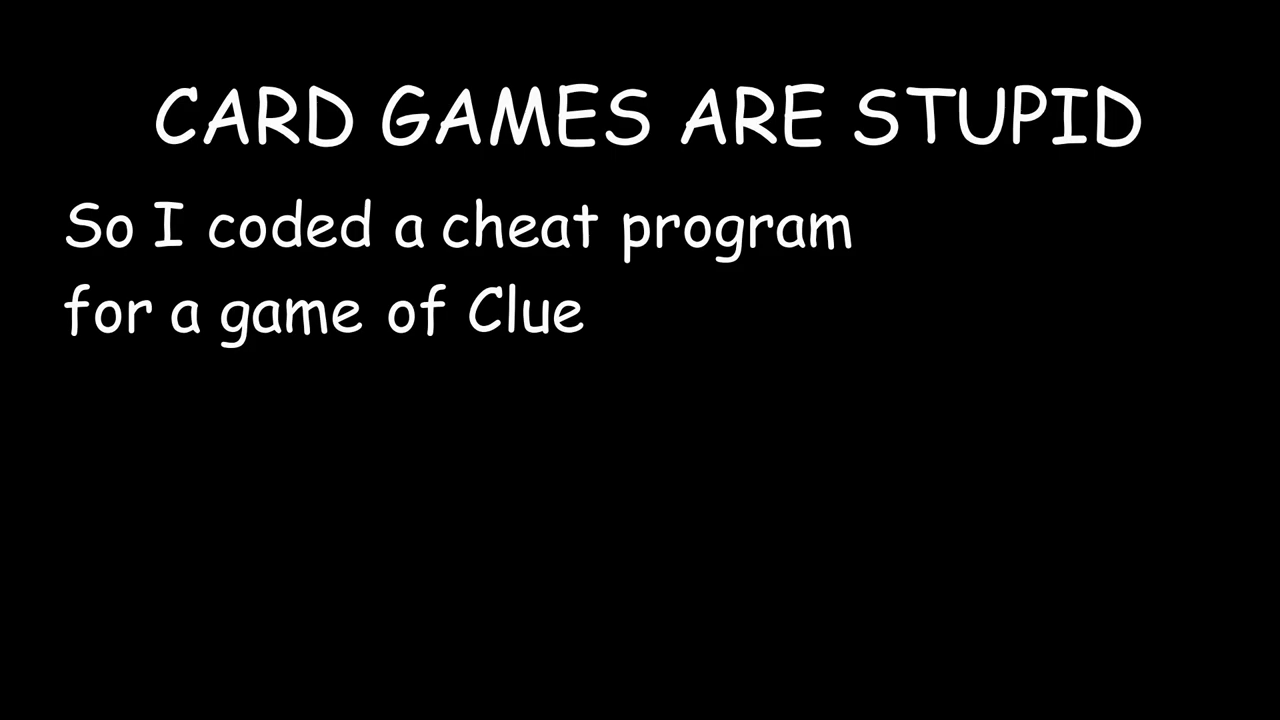 CARD GAMES ARE STUPID
So I coded a cheat program
for a game of Clue